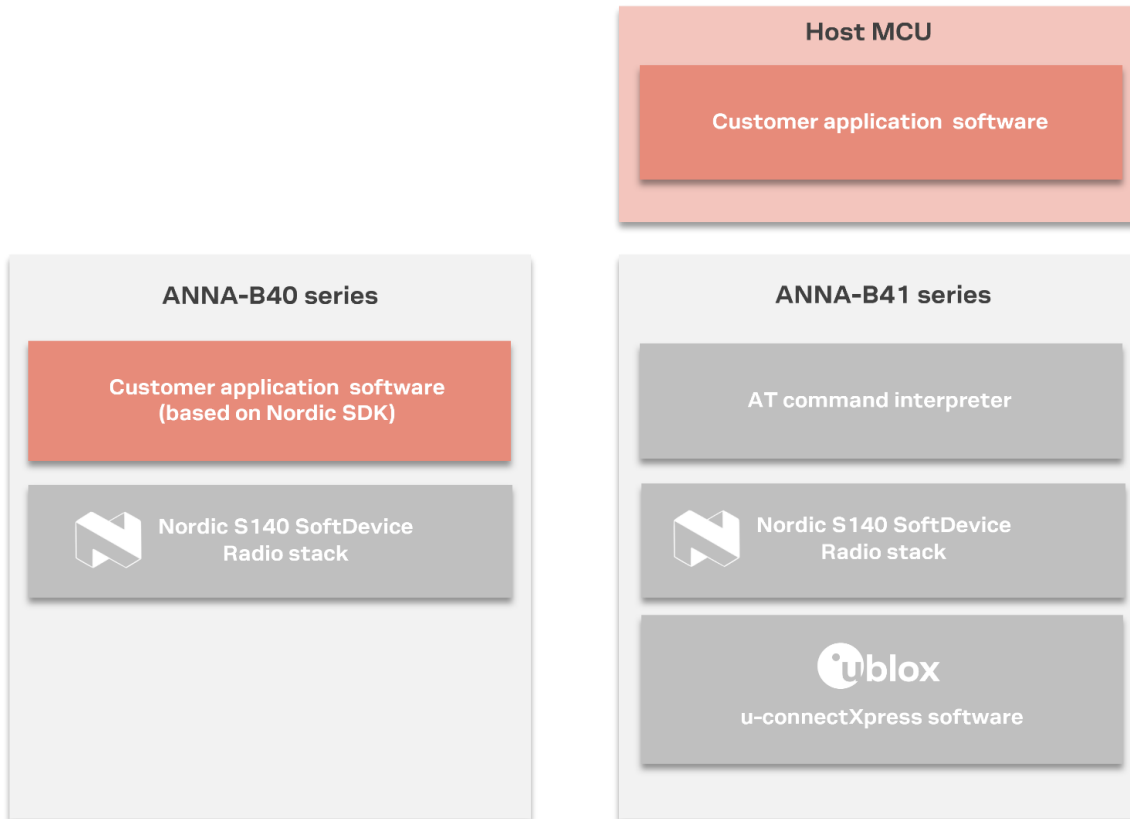 Host MCU
Customer application software
ANNA-B40 series
Customer application software
(based on Nordic SDK)
Nordic S140 SoftDevice
Radio stack
ANNA-B41 series
AT command interpreter
Nordic S140 SoftDevice
Radio stack
ublox
u-connectXpress software